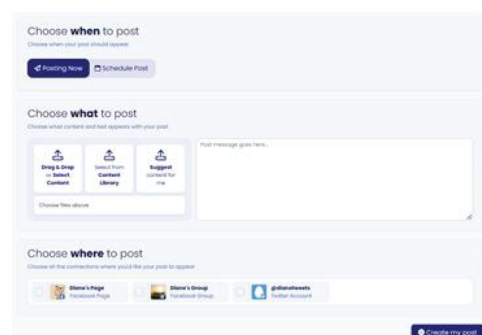 Choose when to post
Choose when your post should appear
Posting Now
Schedule Post
Choose what to post
Choose what content and text appears with your post
Drag & Drop
or Select
Content
Select from
Content
Library
Suggest
content for
me
Post message goes here...
Choose files above
Choose where to post
Choose all the connections where you'd like your post to appear
Diane's Page
Facebook Page
Diane's Group
Facebook Group
@dianetweets
Twitter Account
Create my post